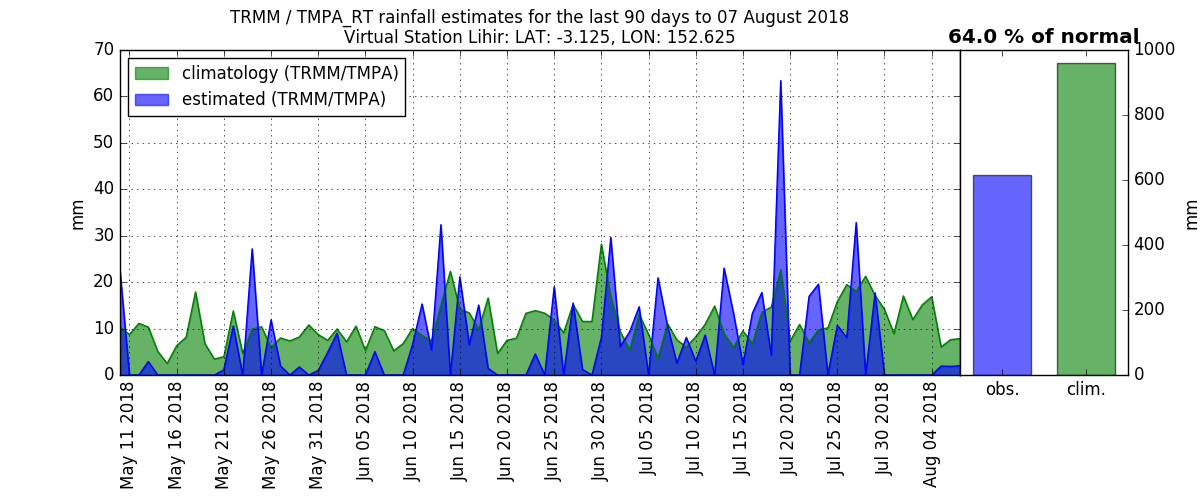 TRMM / TMPA_RT rainfall estimates for the last 90 days to 07 August 2018
Virtual Station Lihir: LAT: -3.125, LON: 152.625
64.0 % of normal
climatology (TRMM/TMPA)
estimated (TRMM/TMPA)
mm
70
60
50
40
30
20
10
0
May 11 2018
May 16 2018
May 21 2018
May 26 2018
May 31 2018
Jun 05 2018
Jun 10 2018
Jun 15 2018
Jun 20 2018
Jun 25 2018
Jun 30 2018
Jul 05 2018
Jul 10 2018
Jul 15 2018
Jul 20 2018
Jul 25 2018
Jul 30 2018
Aug 04 2018
obs.
clim.
1000
800
600
400
200
0
mm